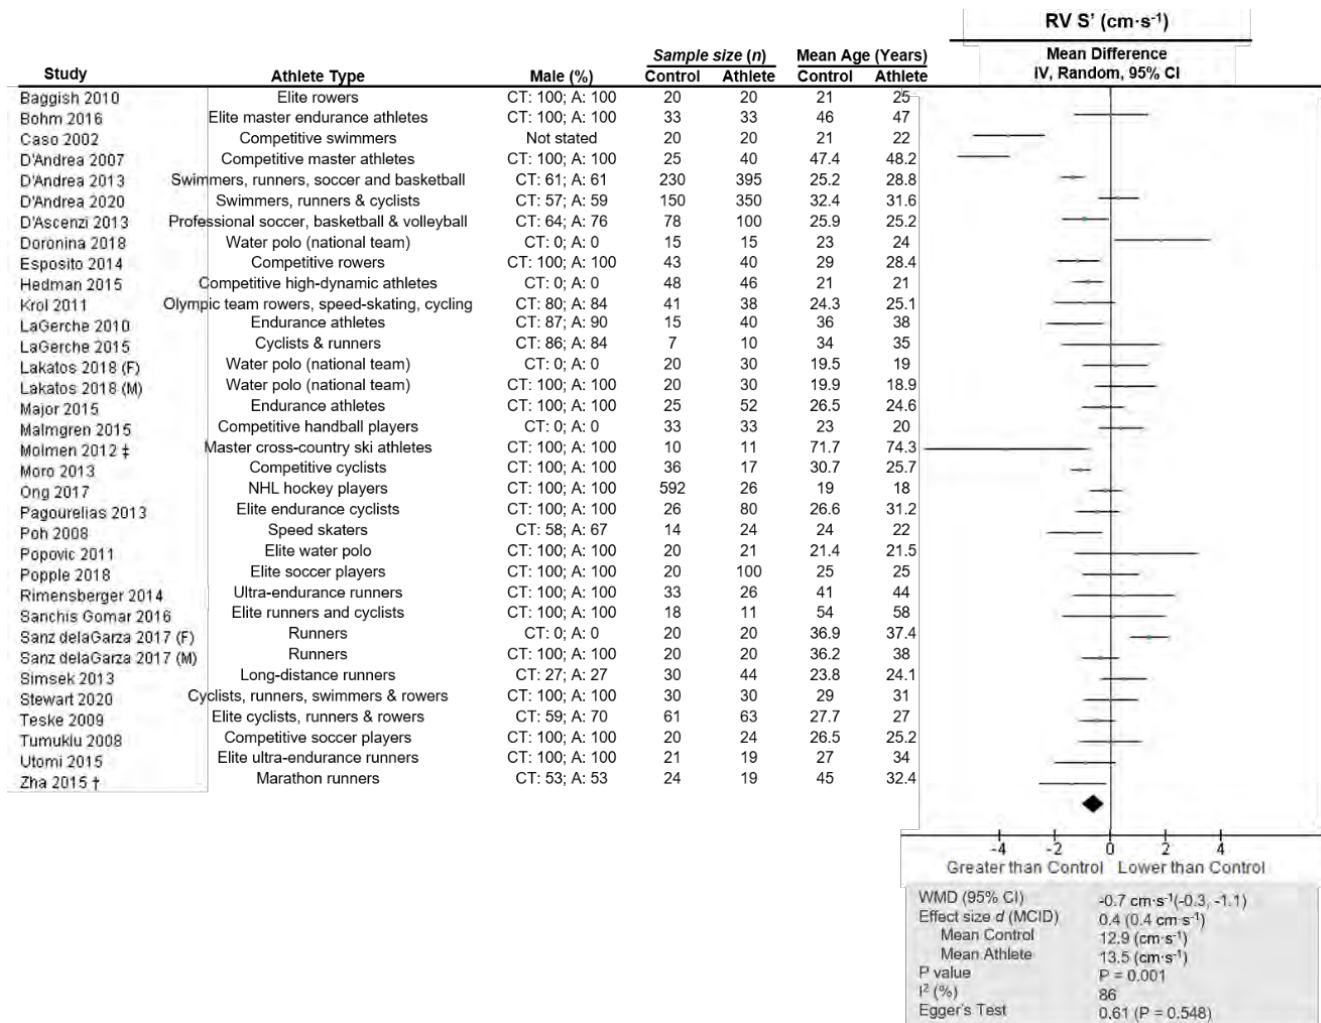 RV S' (cm·s⁻¹)
Sample size (n) Mean Age (Years) Mean Difference
Study Athlete Type Male (%) Control Athlete Control Athlete IV, Random, 95% CI
Baggish 2010 Elite rowers CT: 100; A: 100 20 20 21 25
Bohm 2016 Elite master endurance athletes CT: 100; A: 100 33 33 46 47
Caso 2002 Competitive swimmers Not stated 20 20 21 22
D'Andrea 2007 Competitive master athletes CT: 100; A: 100 25 40 47.4 48.2
D'Andrea 2013 Swimmers, runners, soccer and basketball CT: 61; A: 61 230 395 25.2 28.8
D'Andrea 2020 Swimmers, runners & cyclists CT: 57; A: 59 150 350 32.4 31.6
D'Ascenzi 2013 Professional soccer, basketball & volleyball CT: 64; A: 76 78 100 25.9 25.2
Doronina 2018 Water polo (national team) CT: 0; A: 0 15 15 23 24
Esposito 2014 Competitive rowers CT: 100; A: 100 43 40 29 28.4
Hedman 2015 Competitive high-dynamic athletes CT: 0; A: 0 48 46 21 21
Krol 2011 Olympic team rowers, speed-skating, cycling CT: 80; A: 84 41 38 24.3 25.1
LaGerche 2010 Endurance athletes CT: 87; A: 90 15 40 36 38
LaGerche 2015 Cyclists & runners CT: 86; A: 84 7 10 34 35
Lakatos 2018 (F) Water polo (national team) CT: 0; A: 0 20 30 19.5 19
Lakatos 2018 (M) Water polo (national team) CT: 100; A: 100 20 30 19.9 18.9
Major 2015 Endurance athletes CT: 100; A: 100 25 52 26.5 24.6
Malmgren 2015 Competitive handball players CT: 0; A: 0 33 33 23 20
Molmen 2012 ‡ Master cross-country ski athletes CT: 100; A: 100 10 11 71.7 74.3
Moro 2013 Competitive cyclists CT: 100; A: 100 36 17 30.7 25.7
Ong 2017 NHL hockey players CT: 100; A: 100 592 26 19 18
Pagourelias 2013 Elite endurance cyclists CT: 100; A: 100 26 80 26.6 31.2
Poh 2008 Speed skaters CT: 58; A: 67 14 24 24 22
Popovic 2011 Elite water polo CT: 100; A: 100 20 21 21.4 21.5
Popple 2018 Elite soccer players CT: 100; A: 100 20 100 25 25
Rimensberger 2014 Ultra-endurance runners CT: 100; A: 100 33 26 41 44
Sanchis Gomar 2016 Elite runners and cyclists CT: 100; A: 100 18 11 54 58
Sanz delaGarza 2017 (F) Runners CT: 0; A: 0 20 20 36.9 37.4
Sanz delaGarza 2017 (M) Runners CT: 100; A: 100 20 20 36.2 38
Simsek 2013 Long-distance runners CT: 27; A: 27 30 44 23.8 24.1
Stewart 2020 Cyclists, runners, swimmers & rowers CT: 100; A: 100 30 30 29 31
Teske 2009 Elite cyclists, runners & rowers CT: 59; A: 70 61 63 27.7 27
Tumuklu 2008 Competitive soccer players CT: 100; A: 100 20 24 26.5 25.2
Utomi 2015 Elite ultra-endurance runners CT: 100; A: 100 21 19 27 34
Zha 2015 † Marathon runners CT: 53; A: 53 24 19 45 32.4
-4 -2 0 2 4
Greater than Control Lower than Control
WMD (95% CI) -0.7 cm·s⁻¹(-0.3, -1.1)
Effect size d (MCID) 0.4 (0.4 cm·s⁻¹)
Mean Control 12.9 (cm·s⁻¹)
Mean Athlete 13.5 (cm·s⁻¹)
P value P = 0.001
I² (%) 86
Egger's Test 0.61 (P = 0.548)